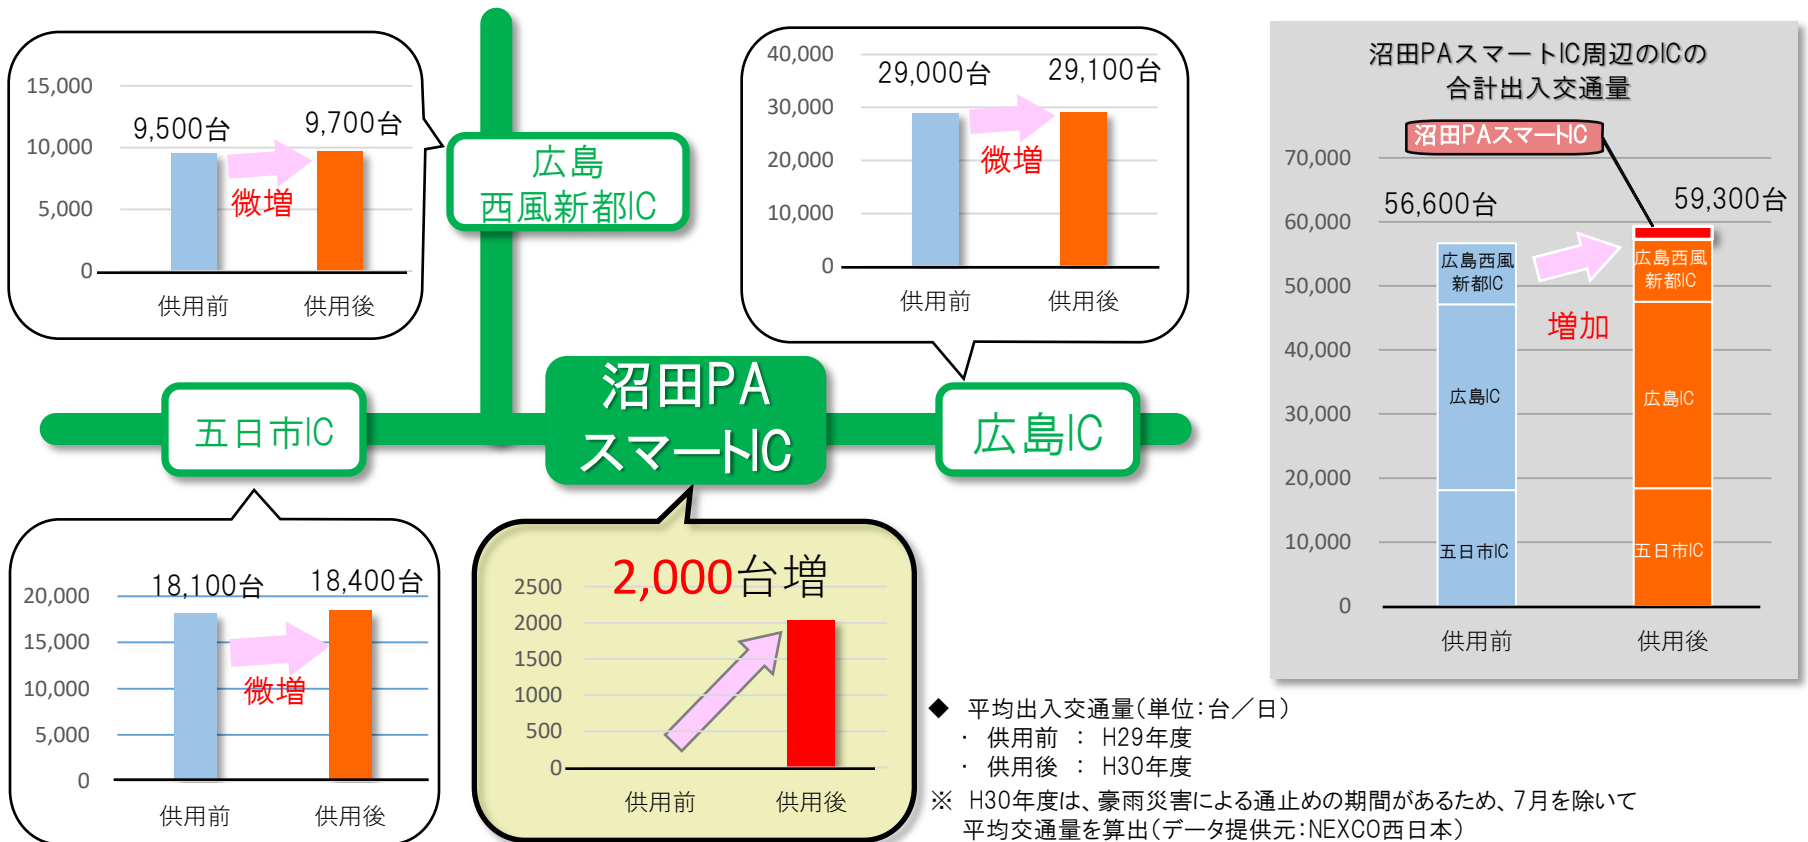 15,000
10,000
5,000
0
9,500台
9,700台
微増
供用前
供用後
広島
西風新都IC
40,000
30,000
20,000
10,000
0
29,000台
29,100台
微増
供用前
供用後
沼田PAスマートIC周辺のICの
合計出入交通量
沼田PAスマートIC
70,000
60,000
50,000
40,000
30,000
20,000
10,000
0
56,600台
59,300台
広島西風
新都IC
広島IC
五日市IC
増加
広島西風
新都IC
広島IC
五日市IC
供用前
供用後
五日市IC
沼田PA
スマートIC
広島IC
20,000
15,000
10,000
5,000
0
18,100台
18,400台
微増
供用前
供用後
2,000台増
2500
2000
1500
1000
500
0
供用前
供用後
◆ 平均出入交通量(単位:台/日)
・ 供用前 : H29年度
・ 供用後 : H30年度
※ H30年度は、豪雨災害による通止めの期間があるため、7月を除いて
平均交通量を算出(データ提供元:NEXCO西日本)